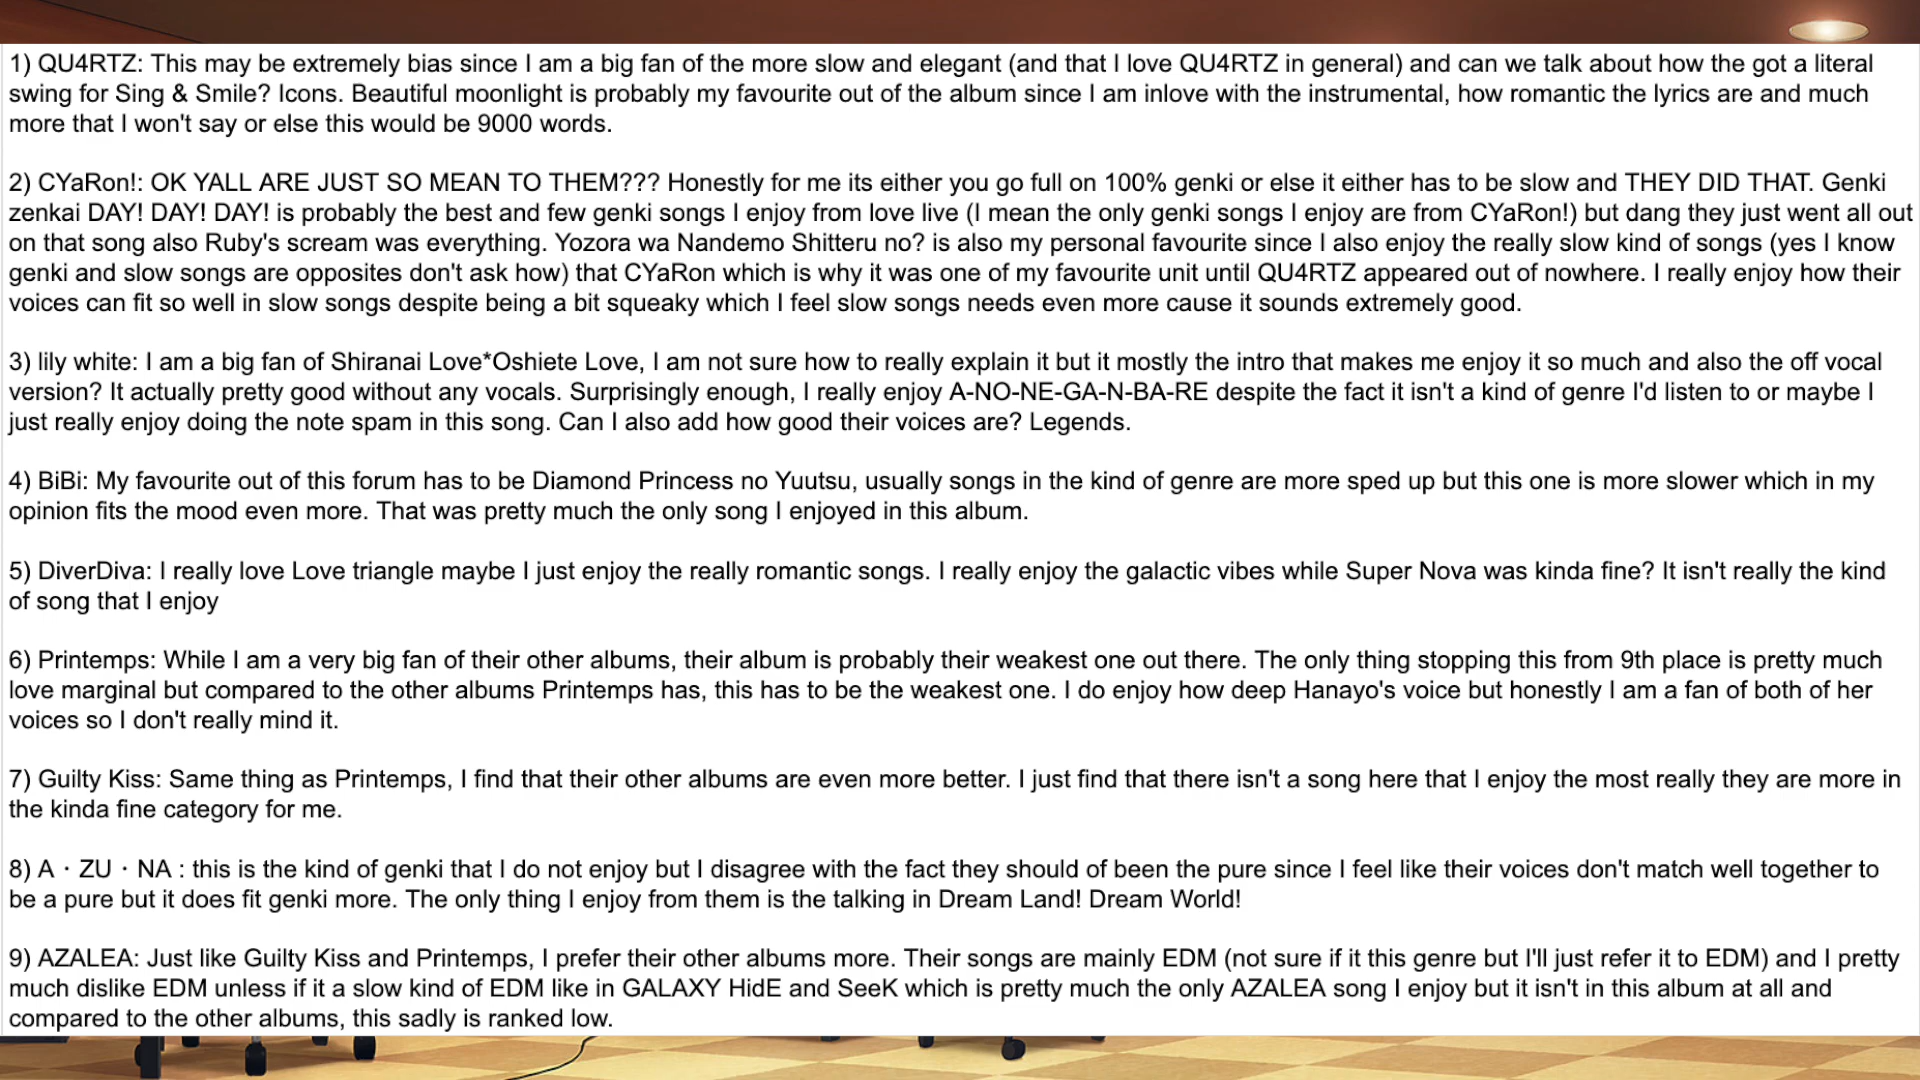 1) QU4RTZ: This may be extremely bias since I am a big fan of the more slow and elegant (and that I love QU4RTZ in general) and can we talk about how the got a literal
swing for Sing & Smile? Icons. Beautiful moonlight is probably my favourite out of the album since I am inlove with the instrumental, how romantic the lyrics are and much
more that I won't say or else this would be 9000 words.
2) CYaRon!: OK YALL ARE JUST SO MEAN TO THEM??? Honestly for me its either you go full on 100% genki or else it either has to be slow and THEY DID THAT. Genki
zenkai DAY! DAY! DAY! is probably the best and few genki songs I enjoy from love live (I mean the only genki songs I enjoy are from CYaRon!) but dang they just went all out
on that song also Ruby's scream was everything. Yozora wa Nandemo Shitteru no? is also my personal favourite since I also enjoy the really slow kind of songs (yes I know
genki and slow songs are opposites don't ask how) that CYaRon which is why it was one of my favourite unit until QU4RTZ appeared out of nowhere. I really enjoy how their
voices can fit so well in slow songs despite being a bit squeaky which I feel slow songs needs even more cause it sounds extremely good.
3) lily white: I am a big fan of Shiranai Love*Oshiete Love, I am not sure how to really explain it but it mostly the intro that makes me enjoy it so much and also the off vocal
version? It actually pretty good without any vocals. Surprisingly enough, I really enjoy A-NO-NE-GA-N-BA-RE despite the fact it isn't a kind of genre I'd listen to or maybe I
just really enjoy doing the note spam in this song. Can I also add how good their voices are? Legends.
4) BiBi: My favourite out of this forum has to be Diamond Princess no Yuutsu, usually songs in the kind of genre are more sped up but this one is more slower which in my
opinion fits the mood even more. That was pretty much the only song I enjoyed in this album.
5) DiverDiva: I really love Love triangle maybe I just enjoy the really romantic songs. I really enjoy the galactic vibes while Super Nova was kinda fine? It isn't really the kind
of song that I enjoy
6) Printemps: While I am a very big fan of their other albums, their album is probably their weakest one out there. The only thing stopping this from 9th place is pretty much
love marginal but compared to the other albums Printemps has, this has to be the weakest one. I do enjoy how deep Hanayo's voice but honestly I am a fan of both of her
voices so I don't really mind it.
7) Guilty Kiss: Same thing as Printemps, I find that their other albums are even more better. I just find that there isn't a song here that I enjoy the most really they are more in
the kinda fine category for me.
8) A・ZU・NA : this is the kind of genki that I do not enjoy but I disagree with the fact they should of been the pure since I feel like their voices don't match well together to
be a pure but it does fit genki more. The only thing I enjoy from them is the talking in Dream Land! Dream World!
9) AZALEA: Just like Guilty Kiss and Printemps, I prefer their other albums more. Their songs are mainly EDM (not sure if it this genre but I'll just refer it to EDM) and I pretty
much dislike EDM unless if it a slow kind of EDM like in GALAXY HidE and SeeK which is pretty much the only AZALEA song I enjoy but it isn't in this album at all and
compared to the other albums, this sadly is ranked low.